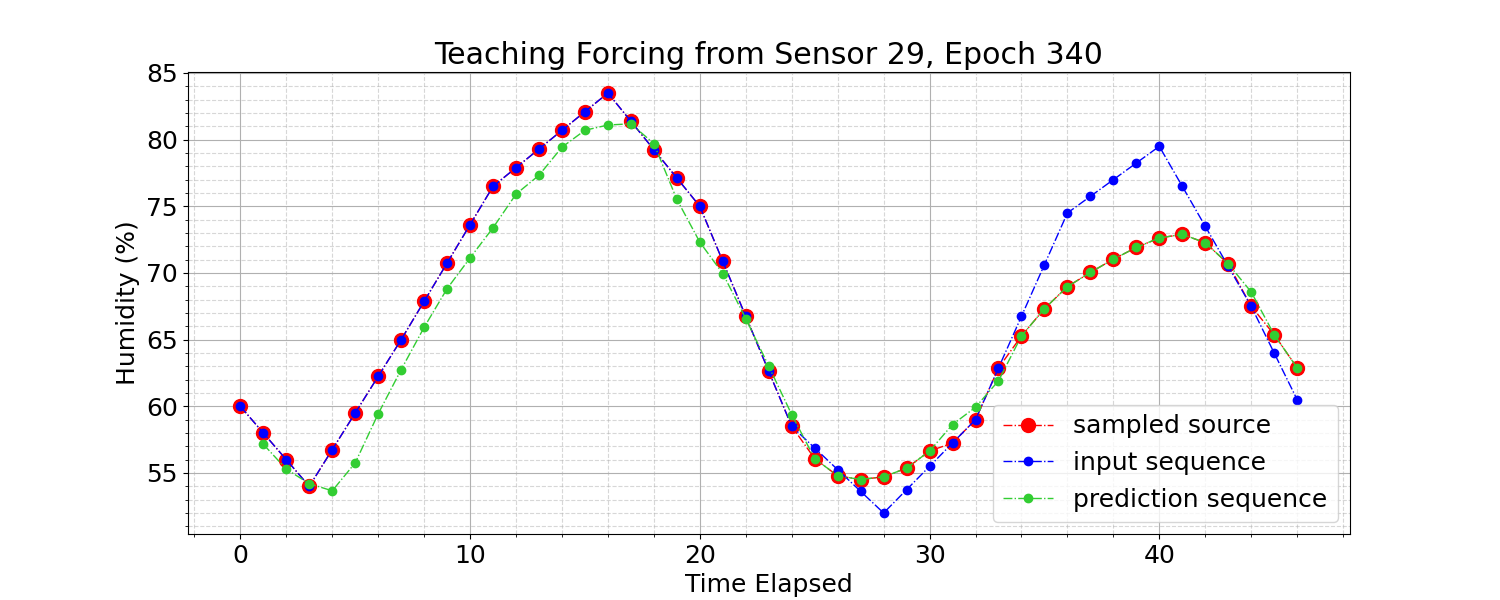 Teaching Forcing from Sensor 29, Epoch 340
85
80
75
70
65
60
55
Humidity (%)
0 10 20 30 40
Time Elapsed
sampled source
input sequence
prediction sequence